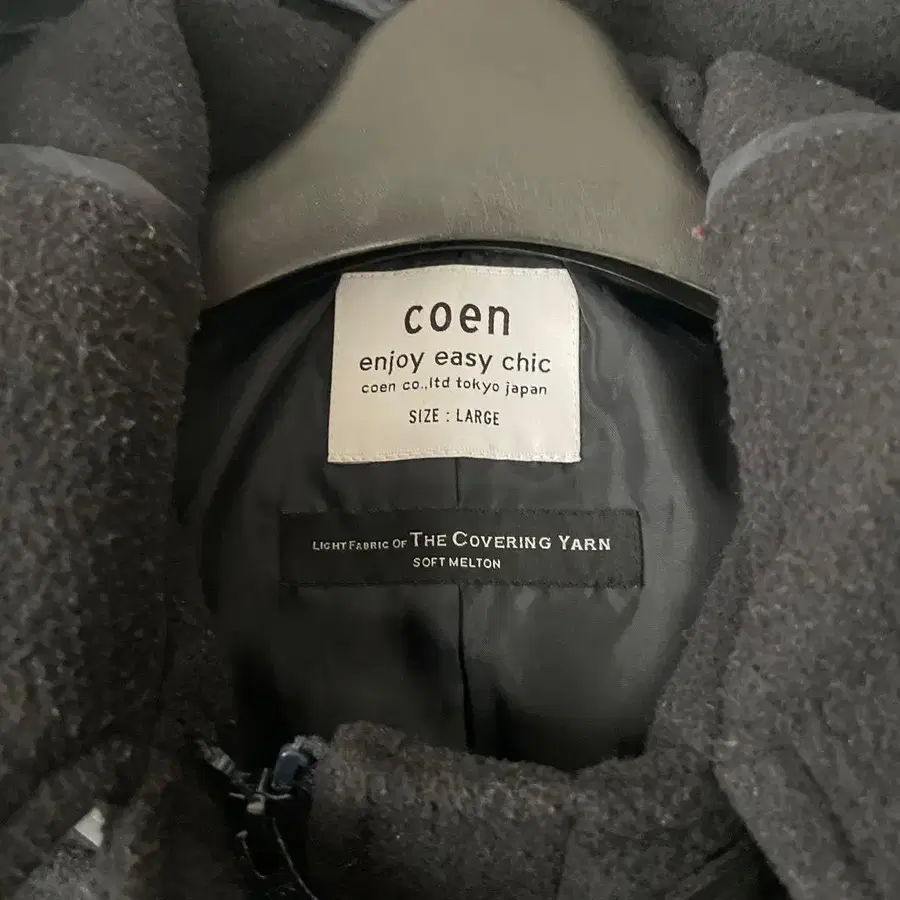 coen
enjoy easy chic
coen co.,ltd tokyo japan
SIZE : LARGE
LIGHT FABRIC OF THE COVERING YARN
SOFT MELTON